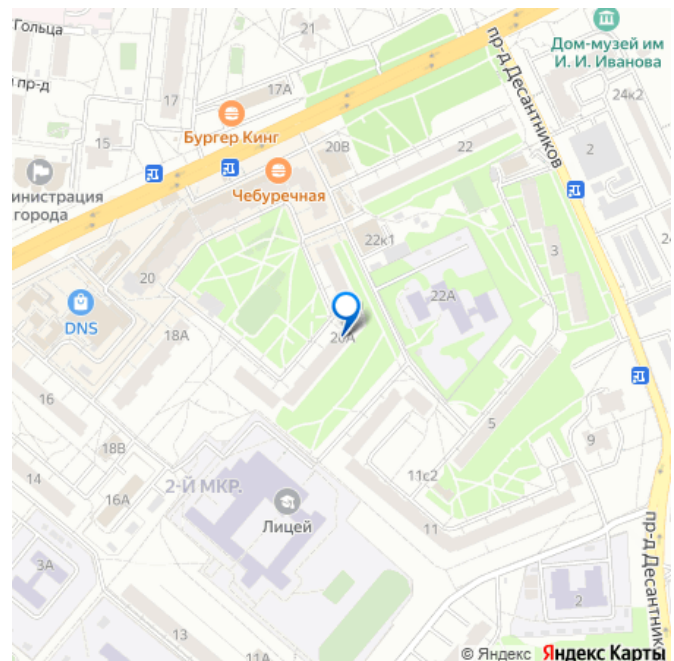 Гольца
21
Дом-музей им
И. И. Иванова
пр-д
17
17А
пр-д Десантников
24к2
Бургер Кинг
15
20В
22
2
министрация
города
Чебуречная
22к1
3
24
20
22А
DNS
18А
20А
16
5
9
18В
14
2-Й МКР.
11с2
16А
Лицей
11
пр-д Десантников
3А
2
13
11А
© Яндекс Яндекс Карты